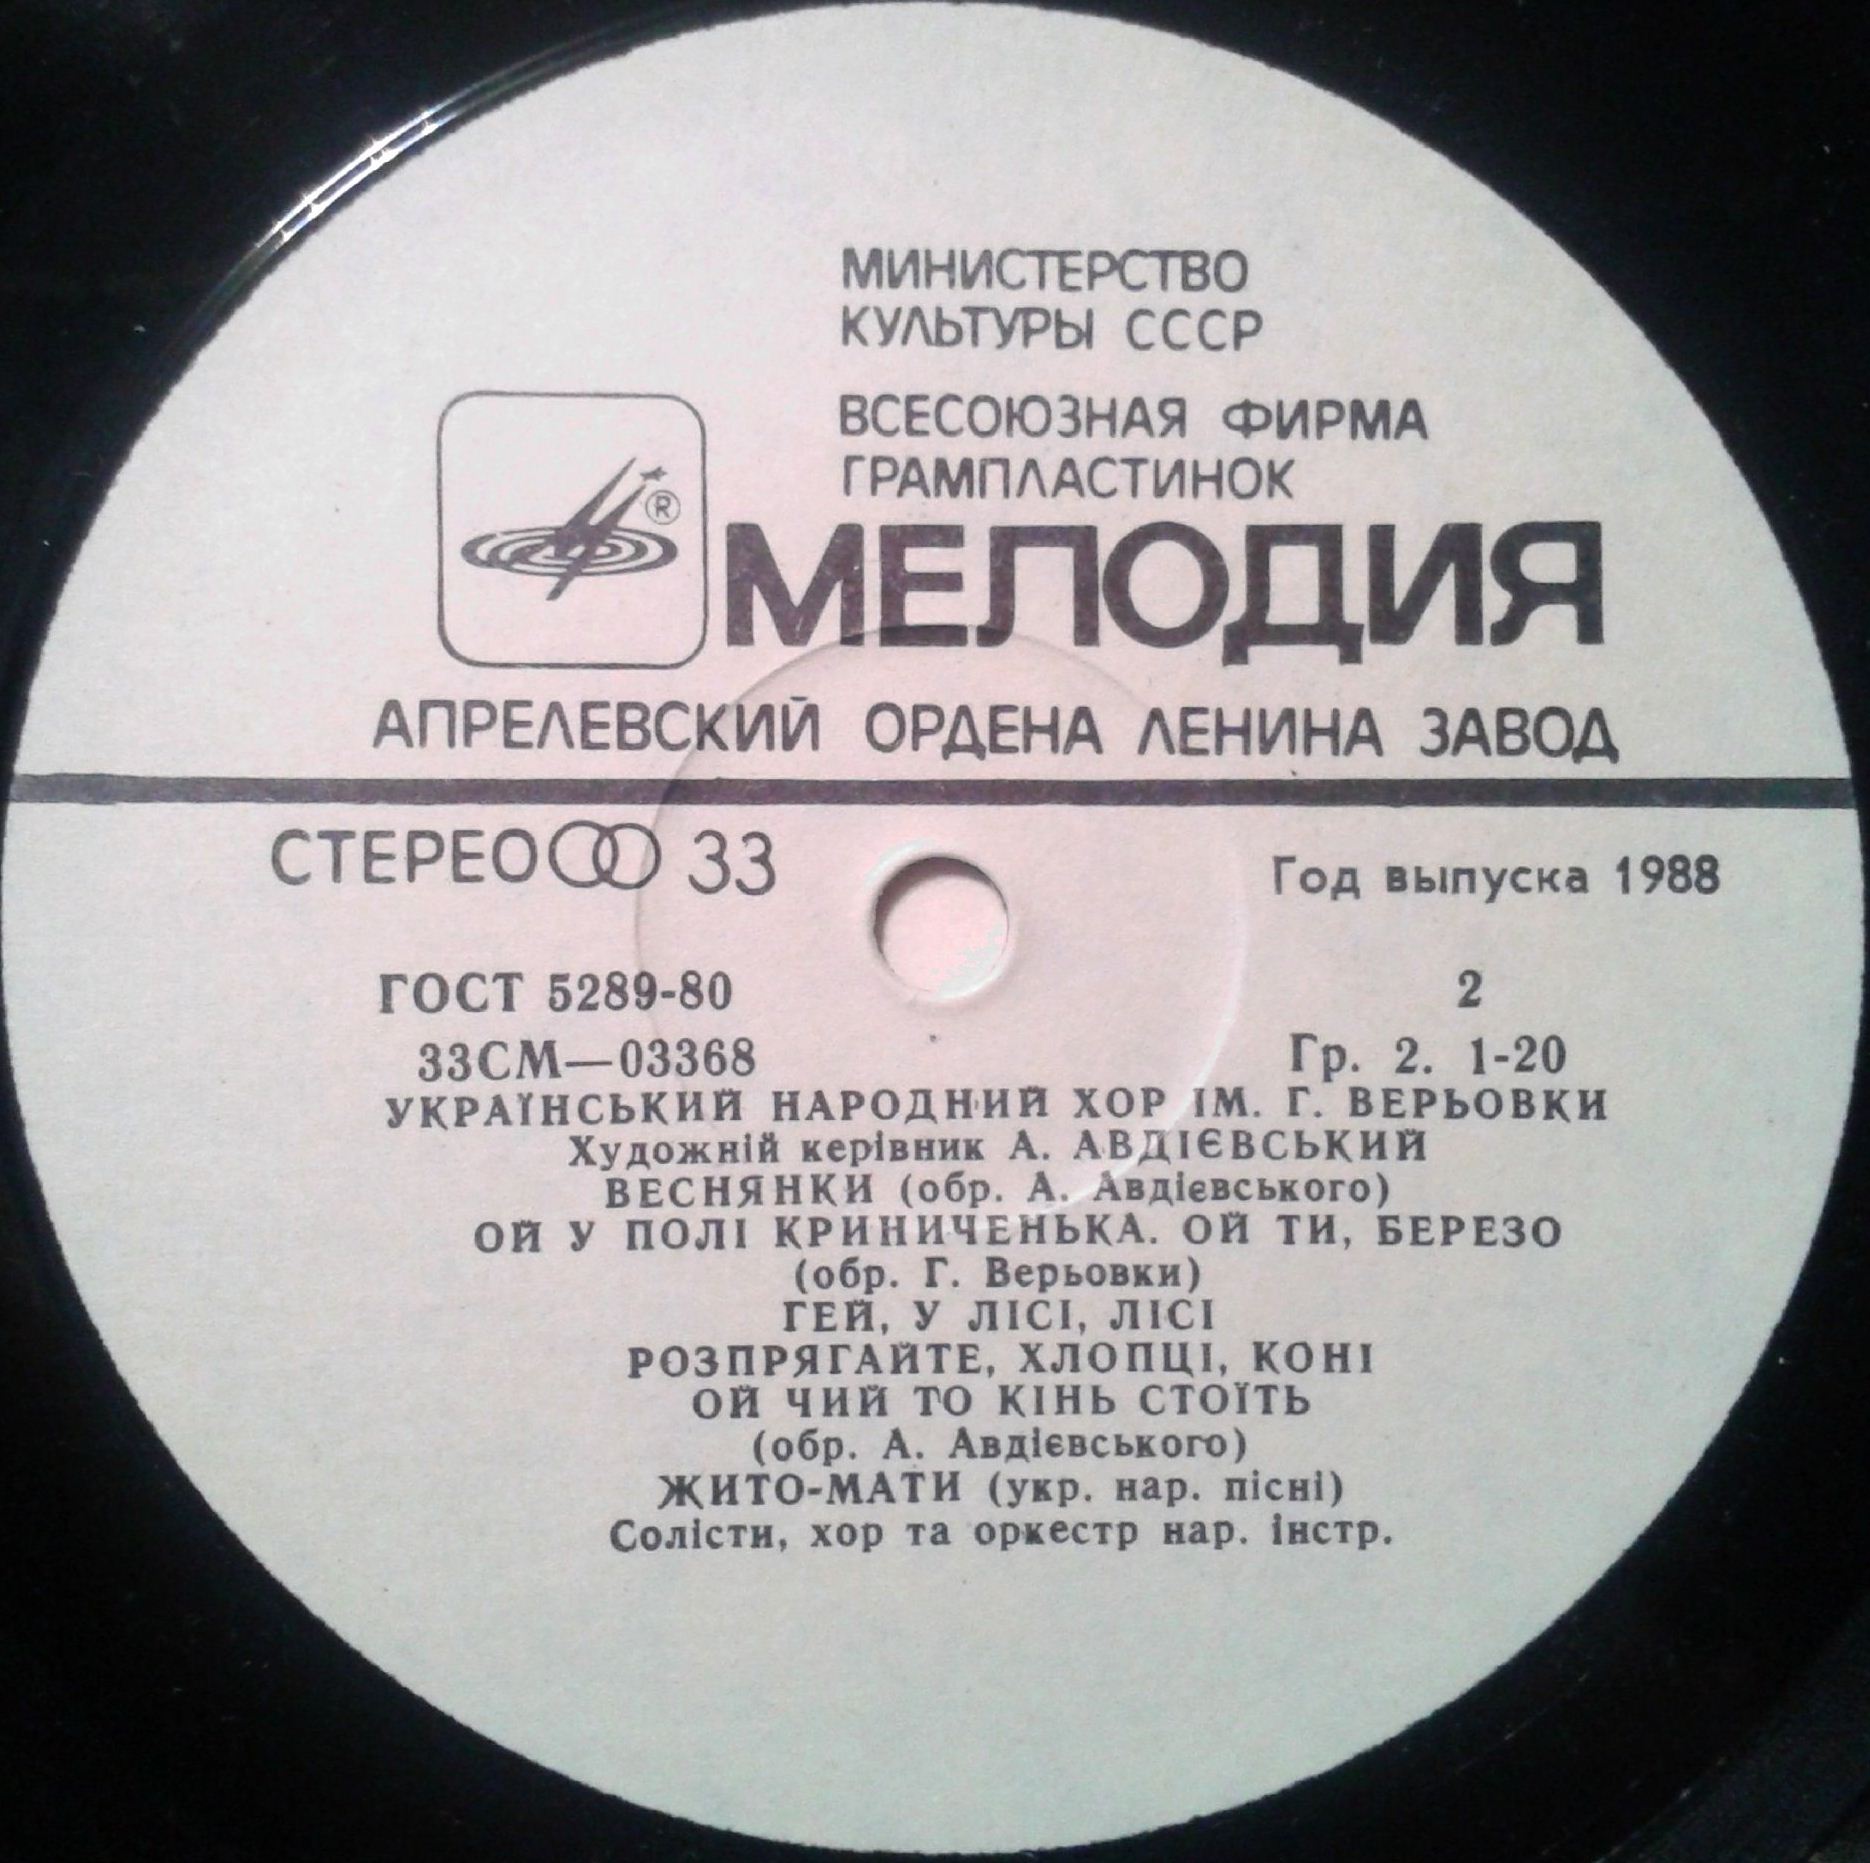 МИНИСТЕРСТВО
КУЛЬТУРЫ СССР
ВСЕСОЮЗНАЯ ФИРМА
ГРАМПЛАСТИНОК
®
МЕЛОДИЯ
АПРЕЛЕВСКИЙ ОРДЕНА ЛЕНИНА ЗАВОД
СТЕРЕО 33
Год выпуска 1988
ГОСТ 5289-80 2
33СМ—03368 Гр. 2. 1-20
УКРАЇНСЬКИЙ НАРОДНИЙ ХОР ІМ. Г. ВЕРЬОВКИ
Художній керівник А. АВДІЄВСЬКИЙ
ВЕСНЯНКИ (обр. А. Авдієвського)
ОЙ У ПОЛІ КРИНИЧЕНЬКА. ОЙ ТИ, БЕРЕЗО
(обр. Г. Верьовки)
ГЕЙ, У ЛІСІ, ЛІСІ
РОЗПРЯГАЙТЕ, ХЛОПЦІ, КОНІ
ОЙ ЧИЙ ТО КІНЬ СТОЇТЬ
(обр. А. Авдієвського)
ЖИТО-МАТИ (укр. нар. пісні)
Солісти, хор та оркестр нар. інстр.